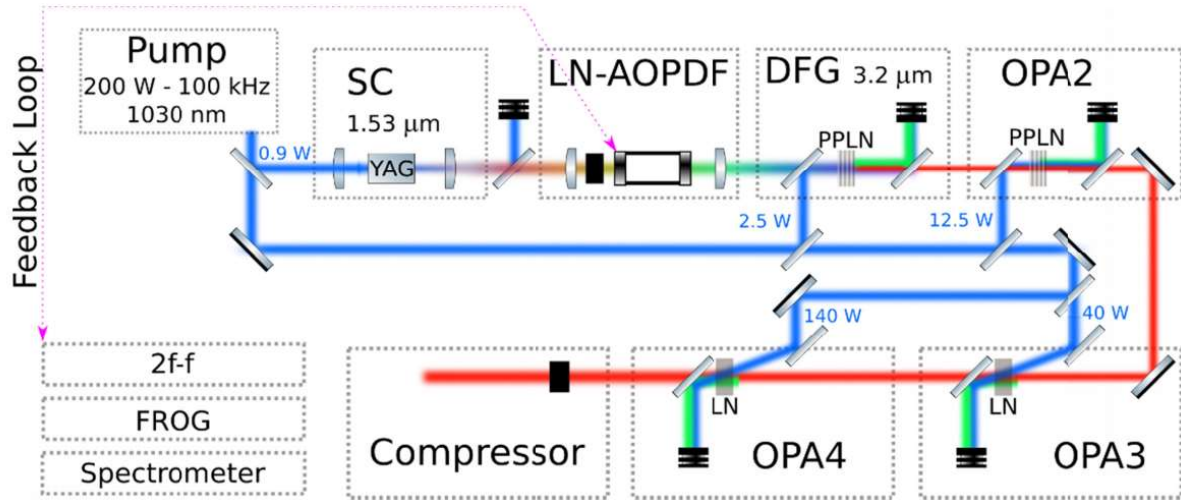 Feedback Loop
Pump
200 W - 100 kHz
1030 nm
0.9 W
SC
1.53 μm
YAG
LN-AOPDF
DFG 3.2 μm
PPLN
2.5 W
OPA2
PPLN
12.5 W
140 W
40 W
2f-f
FROG
Spectrometer
Compressor
LN
OPA4
LN
OPA3